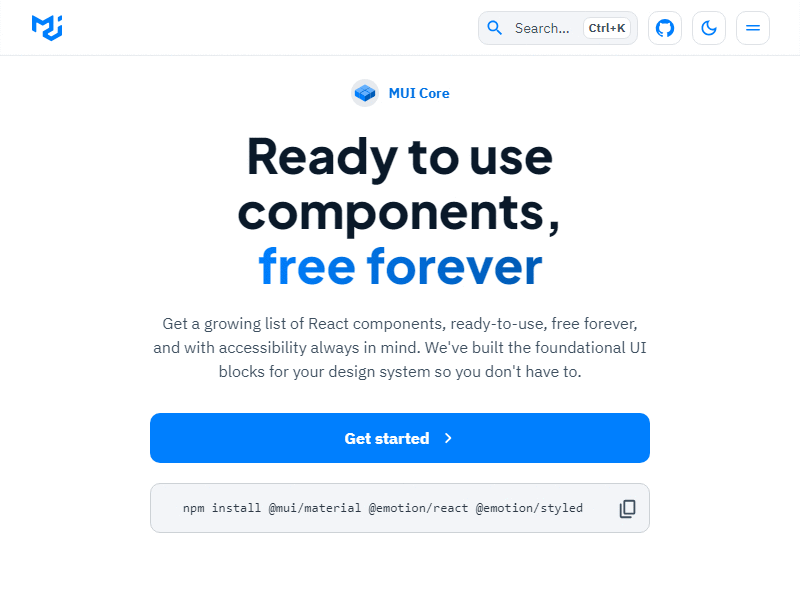 Search… Ctrl+K
MUI Core
Ready to use
components,
free forever
Get a growing list of React components, ready-to-use, free forever,
and with accessibility always in mind. We've built the foundational UI
blocks for your design system so you don't have to.
Get started
npm install @mui/material @emotion/react @emotion/styled